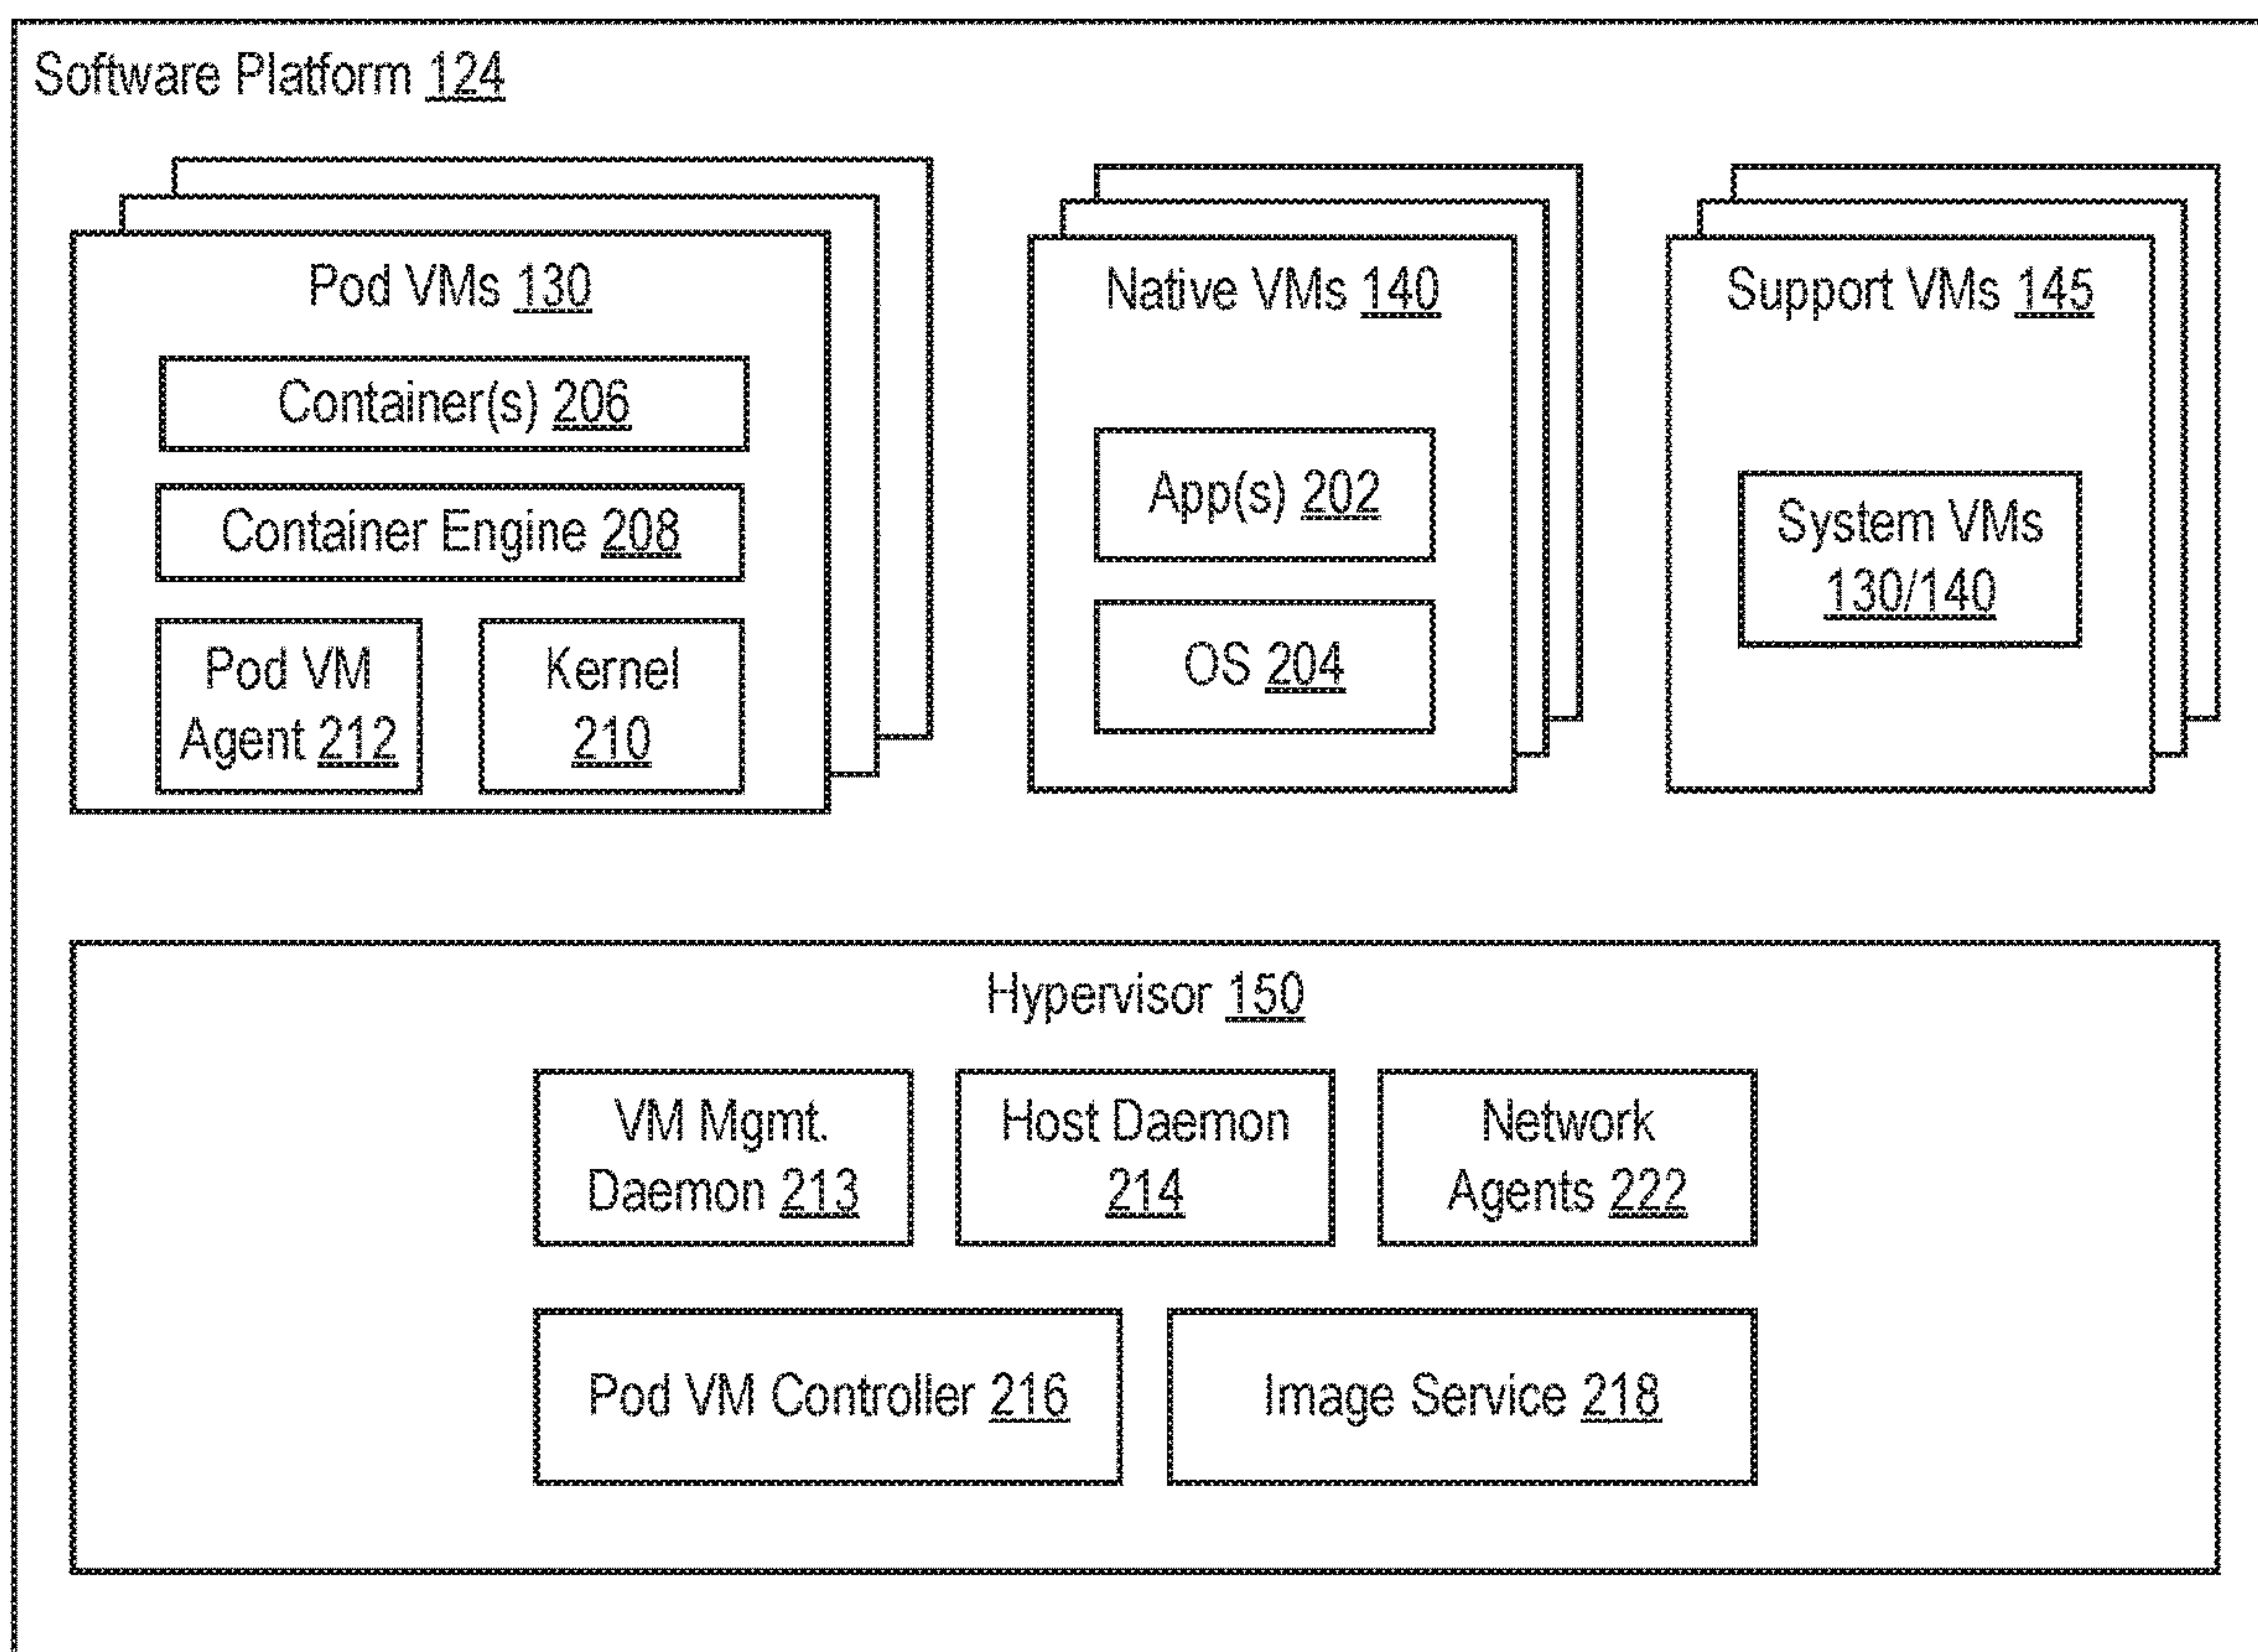 Software Platform 124
Pod VMs 130
Container(s) 206
Container Engine 208
Pod VM
Agent 212
Kernel
210
Native VMs 140
App(s) 202
OS 204
Support VMs 145
System VMs
130/140
Hypervisor 150
VM Mgmt.
Daemon 213
Host Daemon
214
Network
Agents 222
Pod VM Controller 216
Image Service 218